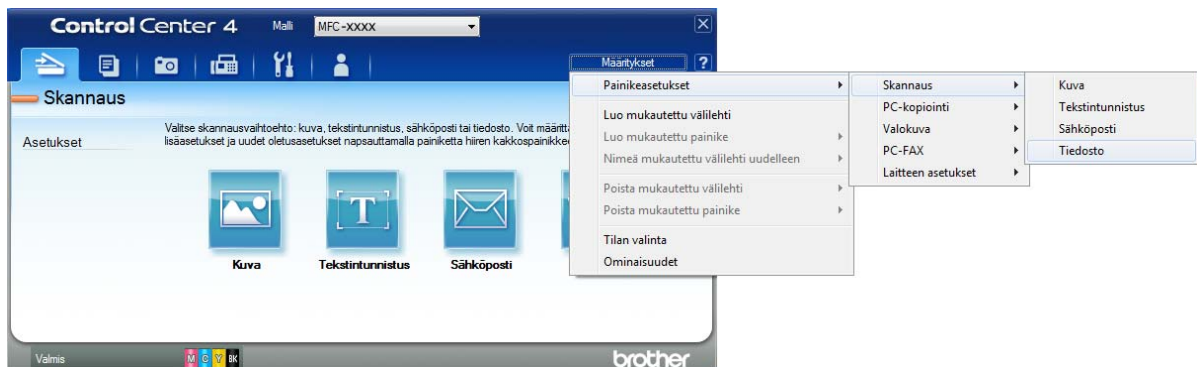 Control Center 4
Malli
MFC-XXXX
Määritykset
?
Skannaus
Asetukset
Valitse skannausvaihtoehto: kuva, tekstintunnistus, sähköposti tai tiedosto. Voit määrittä
lisäasetukset ja uudet oletusasetukset napsauttamalla painiketta hiiren kakkospainikkee
T
Kuva
Tekstintunnistus
Sähköposti
Painikeasetukset
Luo mukautettu välilehti
Luo mukautettu painike
Nimeä mukautettu välilehti uudelleen
Poista mukautettu välilehti
Poista mukautettu painike
Tilan valinta
Ominaisuudet
Skannaus
PC-kopiointi
Valokuva
PC-FAX
Laitteen asetukset
Kuva
Tekstintunnistus
Sähköposti
Tiedosto
Valmis
M C Y BK
brother